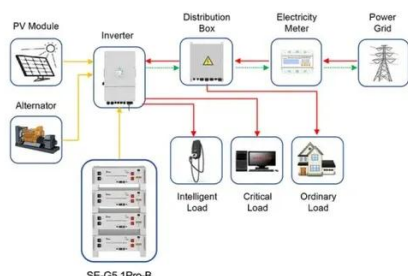 PV Module
Inverter
Distribution
Box
Electricity
Meter
Power
Grid
Alternator
Intelligent
Load
Critical
Load
Ordinary
Load
SE-G5.1Pro-B